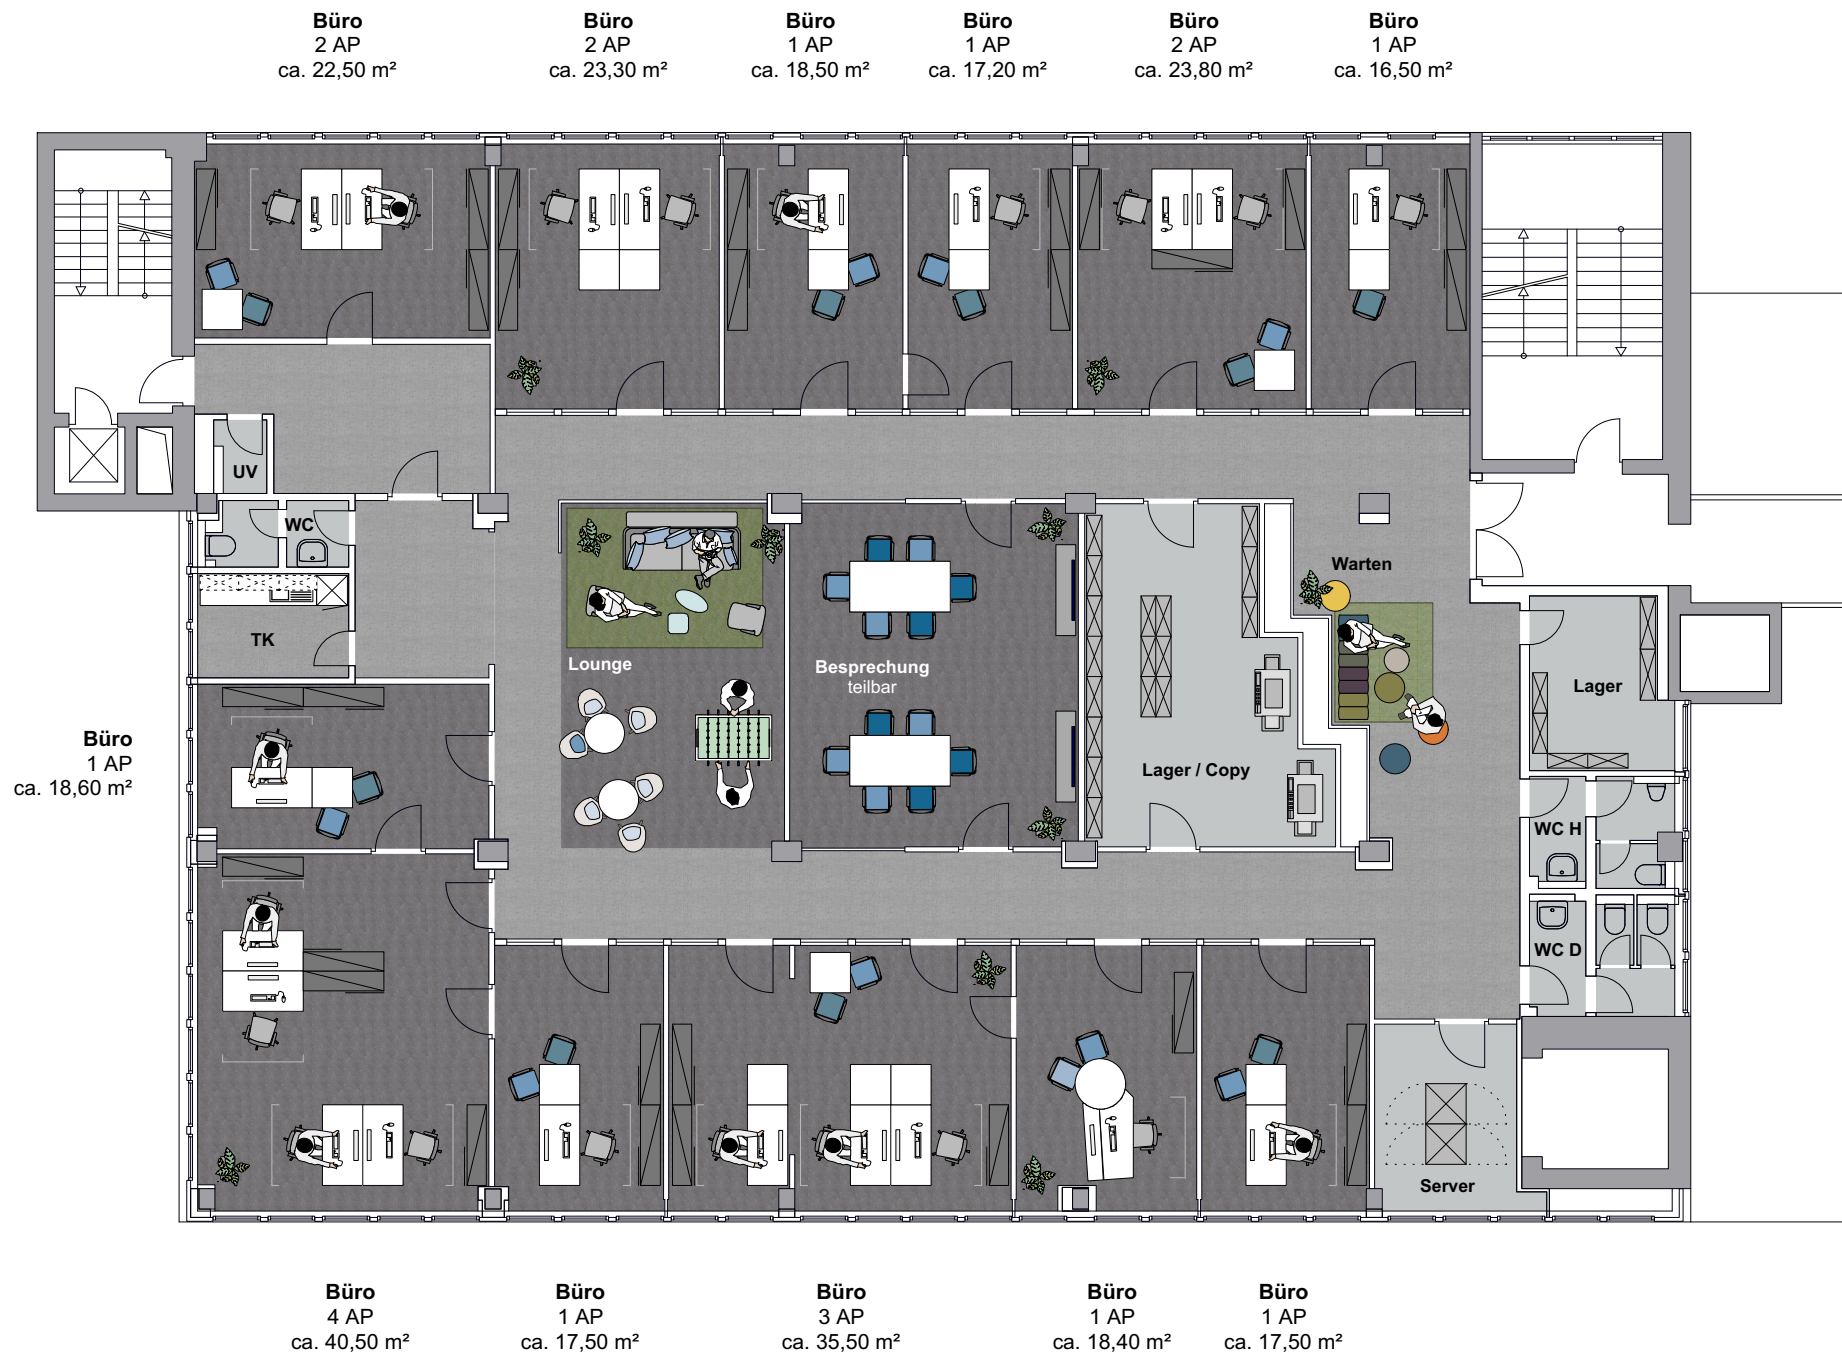 Büro
2 AP
ca. 22,50 m²
Büro
2 AP
ca. 23,30 m²
Büro
1 AP
ca. 18,50 m²
Büro
1 AP
ca. 17,20 m²
Büro
2 AP
ca. 23,80 m²
Büro
1 AP
ca. 16,50 m²
UV
WC
TK
Lounge
Besprechung
teilbar
Lager / Copy
Warten
Lager
WC H
WC D
Server
Büro
1 AP
ca. 18,60 m²
Büro
4 AP
ca. 40,50 m²
Büro
1 AP
ca. 17,50 m²
Büro
3 AP
ca. 35,50 m²
Büro
1 AP
ca. 18,40 m²
Büro
1 AP
ca. 17,50 m²